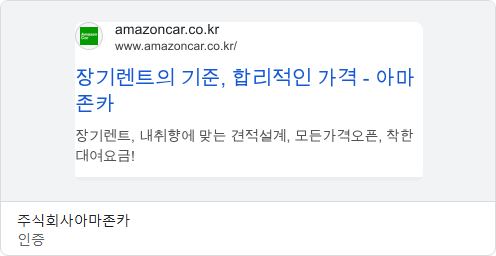 amazoncar.co.kr
www.amazoncar.co.kr/
장기렌트의 기준, 합리적인 가격 - 아마
존카
장기렌트, 내취향에 맞는 견적설계, 모든가격오픈, 착한
대여요금!
주식회사아마존카
인증